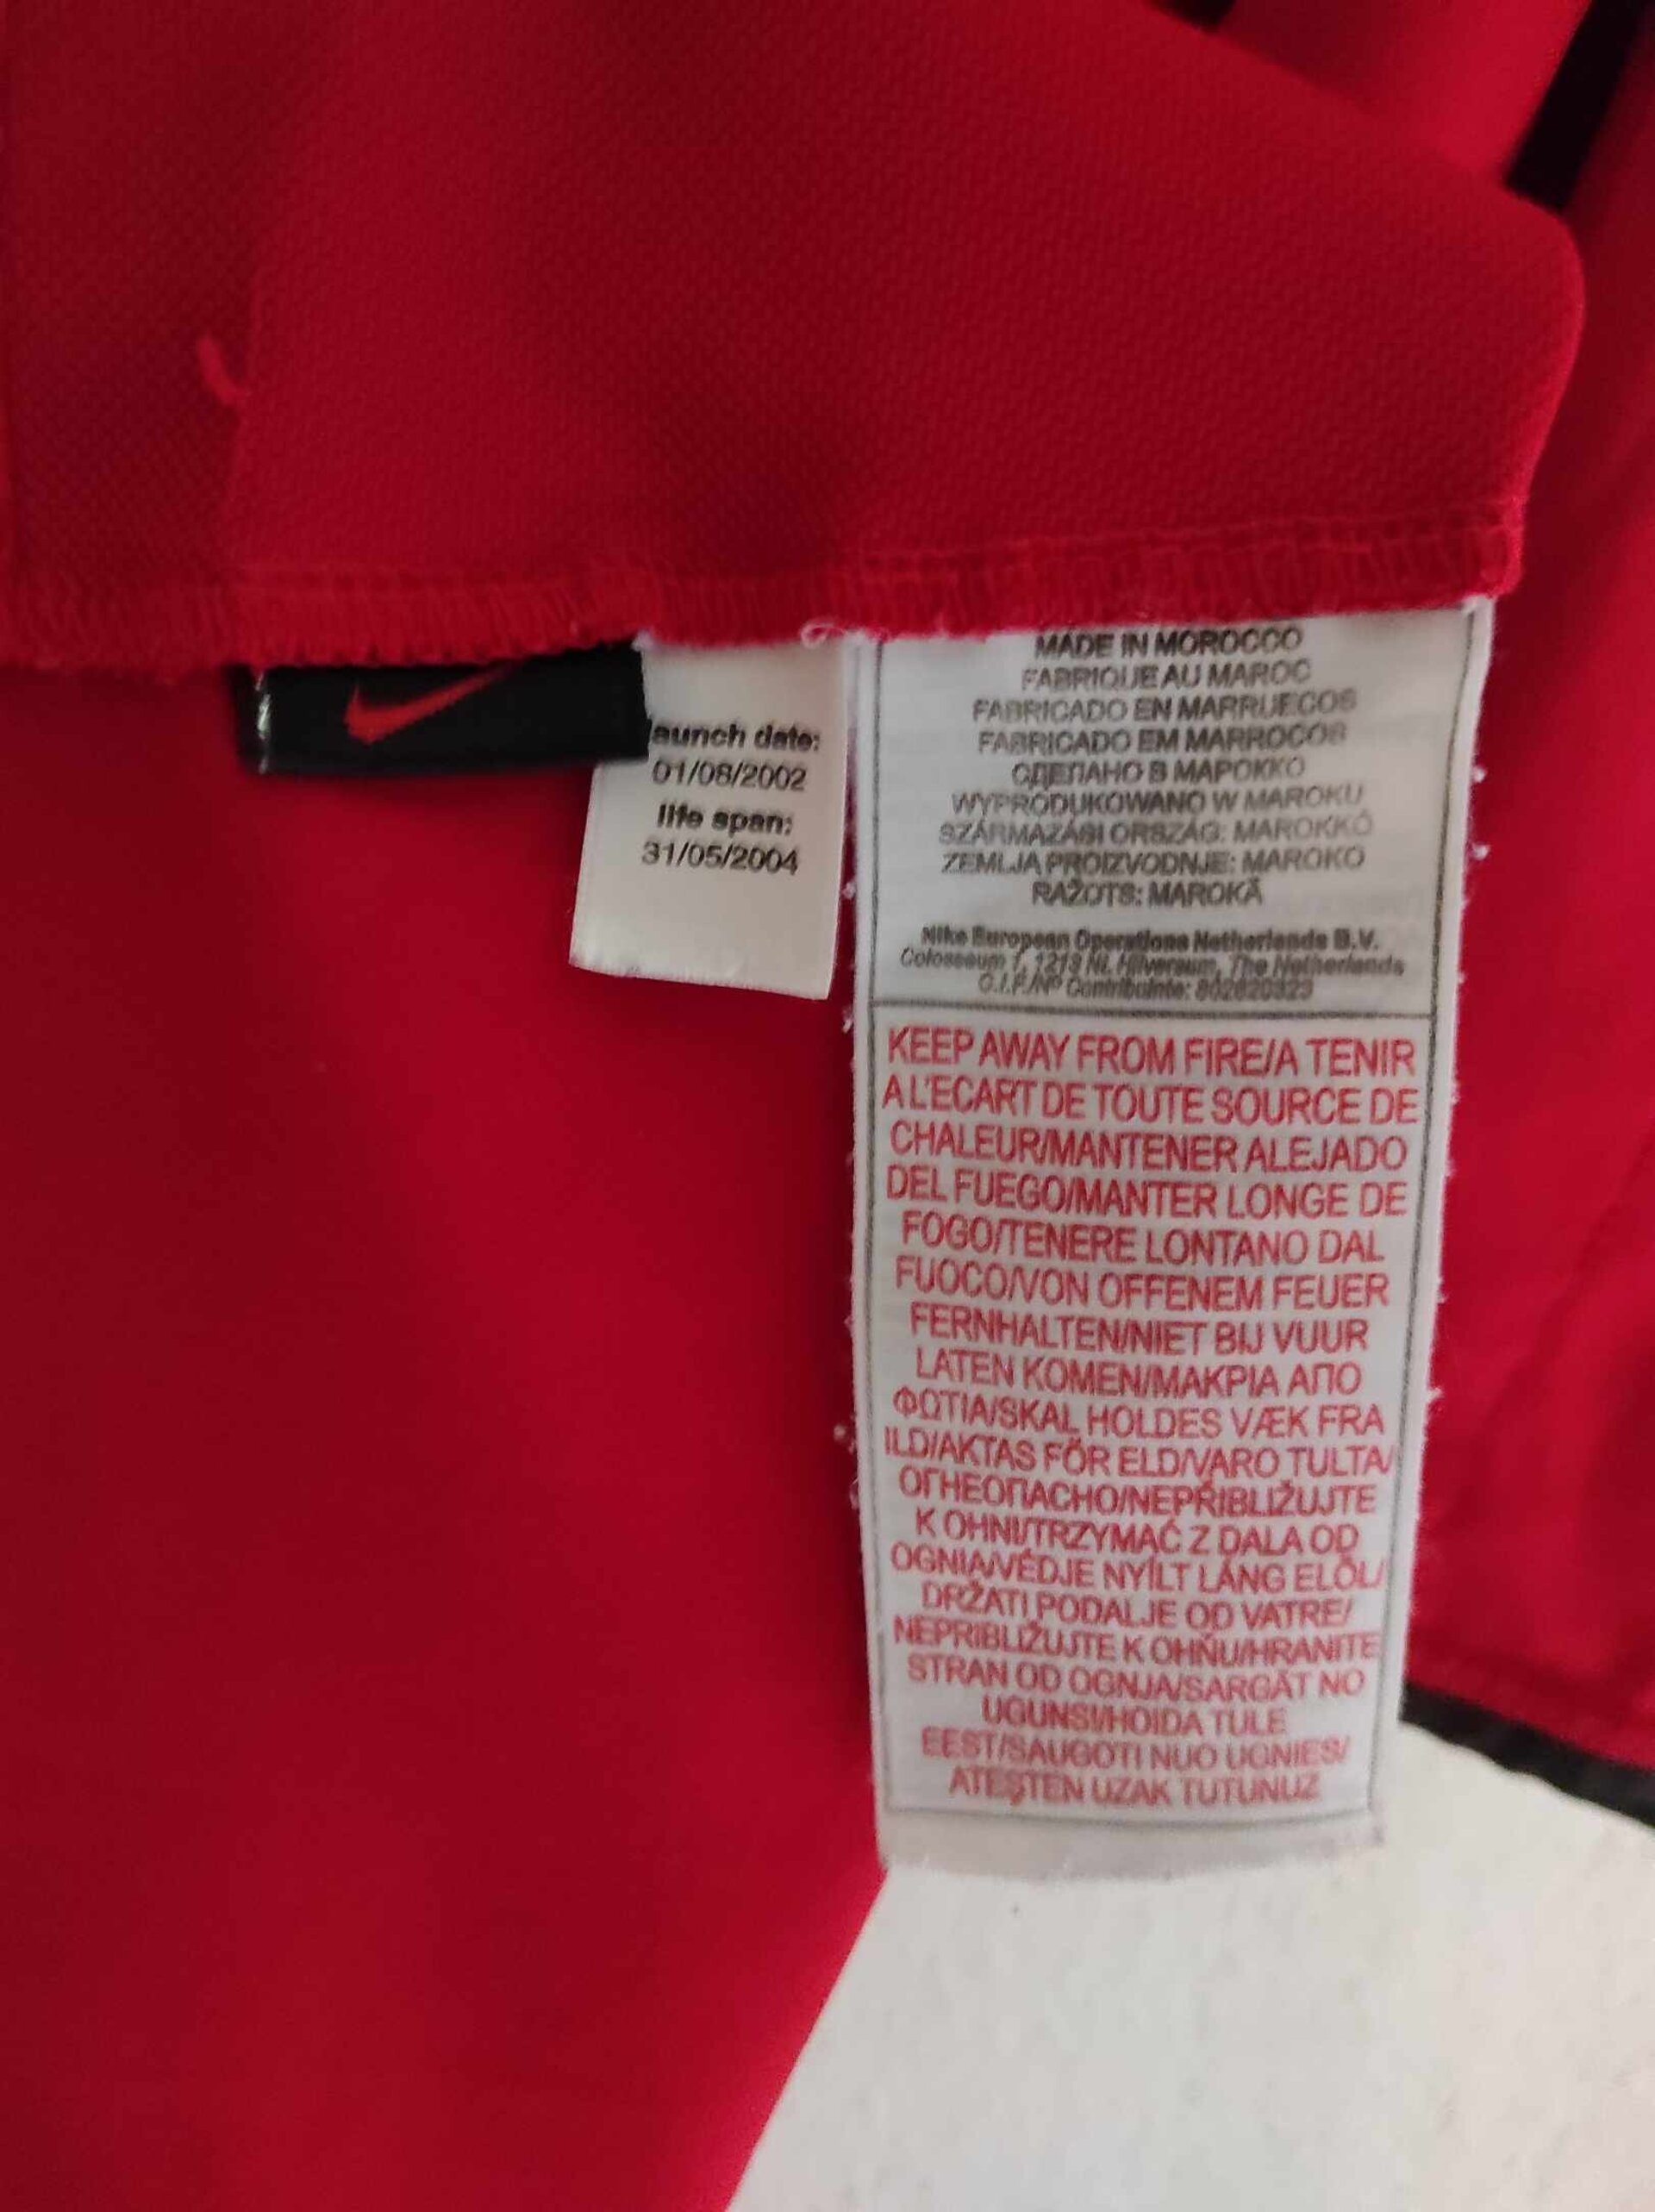 aunch date:
01/08/2002
life span:
31/05/2004
MADE IN MOROCCO
FABRIQUE AU MAROC
FABRICADO EN MARRUECOS
FABRICADO EM MARROCOS
СДЕПАНО В МАРОККО
WYPRODUKOWANO W MAROKU
SZÁRMAZÁSI ORSZÁG: MAROKKÓ
ZEMLJA PROIZVODNJE: MAROKO
RAŽOTS: MAROKĀ
Nike European Operations Netherlands B.V.
Colosseum 1, 1213 NL Hilversum, The Netherlands
C.I.F./Nº Contribuinte:
KEEP AWAY FROM FIRE/A TENIR
A L'ECART DE TOUTE SOURCE DE
CHALEUR/MANTENER ALEJADO
DEL FUEGO/MANTER LONGE DE
FOGO/TENERE LONTANO DAL
FUOCO/VON OFFENEM FEUER
FERNHALTEN/NIET BIJ VUUR
LATEN KOMEN/ΜΑΚΡΙΑ ΑΠΟ
ΦΩΤΙΑ/SKAL HOLDES VÆK FRA
ILD/AKTAS FÖR ELD/VARO TULTA/
ОГНЕОПАСНО/NEPŘIBLIŽUJTE
K OHNI/TRZYMAĆ Z DALA OD
OGNIA/VÉDJE NYÍLT LÁNG ELŐL/
DRŽATI PODALJE OD VATRE/
NEPRIBLIŽUJTE K OHŇU/HRANITE
STRAN OD OGNJA/SARGĀT NO
UGUNS/HOIDA TULE
EEST/SAUGOTI NUO UGNIES/
ATEŞTEN UZAK TUTUNUZ